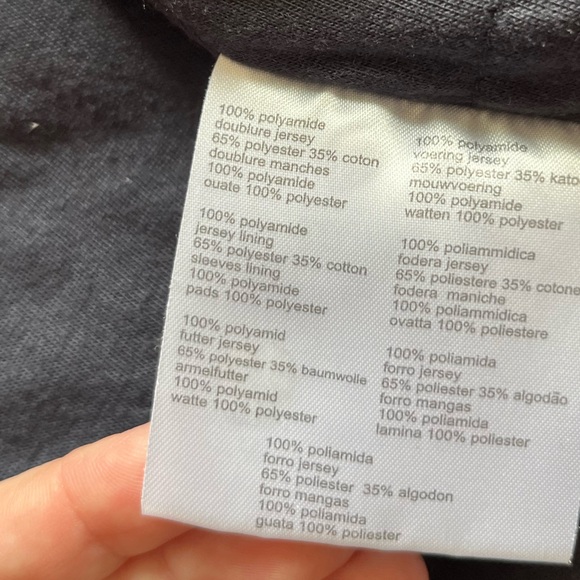 100% polyamide
doublure jersey
65% polyester 35% coton
doublure manches
100% polyamide
ouate 100% polyester
100% polyamide
jersey lining
65% polyester 35% cotton
sleeves lining
100% polyamide
pads 100% polyester
100% polyamid
futter jersey
65% polyester 35% baumwolle
armelfutter
100% polyamid
watte 100% polyester
100% polyamide
voering jersey
65% polyester 35% kato
mouwvoering
100% polyamide
watten 100% polyester
100% poliammidica
fodera jersey
65% poliestere 35% cotone
fodera maniche
100% poliammidica
ovatta 100% poliestere
100% poliamida
forro jersey
65% poliester 35% algodão
forro mangas
100% poliamida
lamina 100% poliester
100% poliamida
forro jersey
65% poliester 35% algodon
forro mangas
100% poliamida
guata 100% poliester